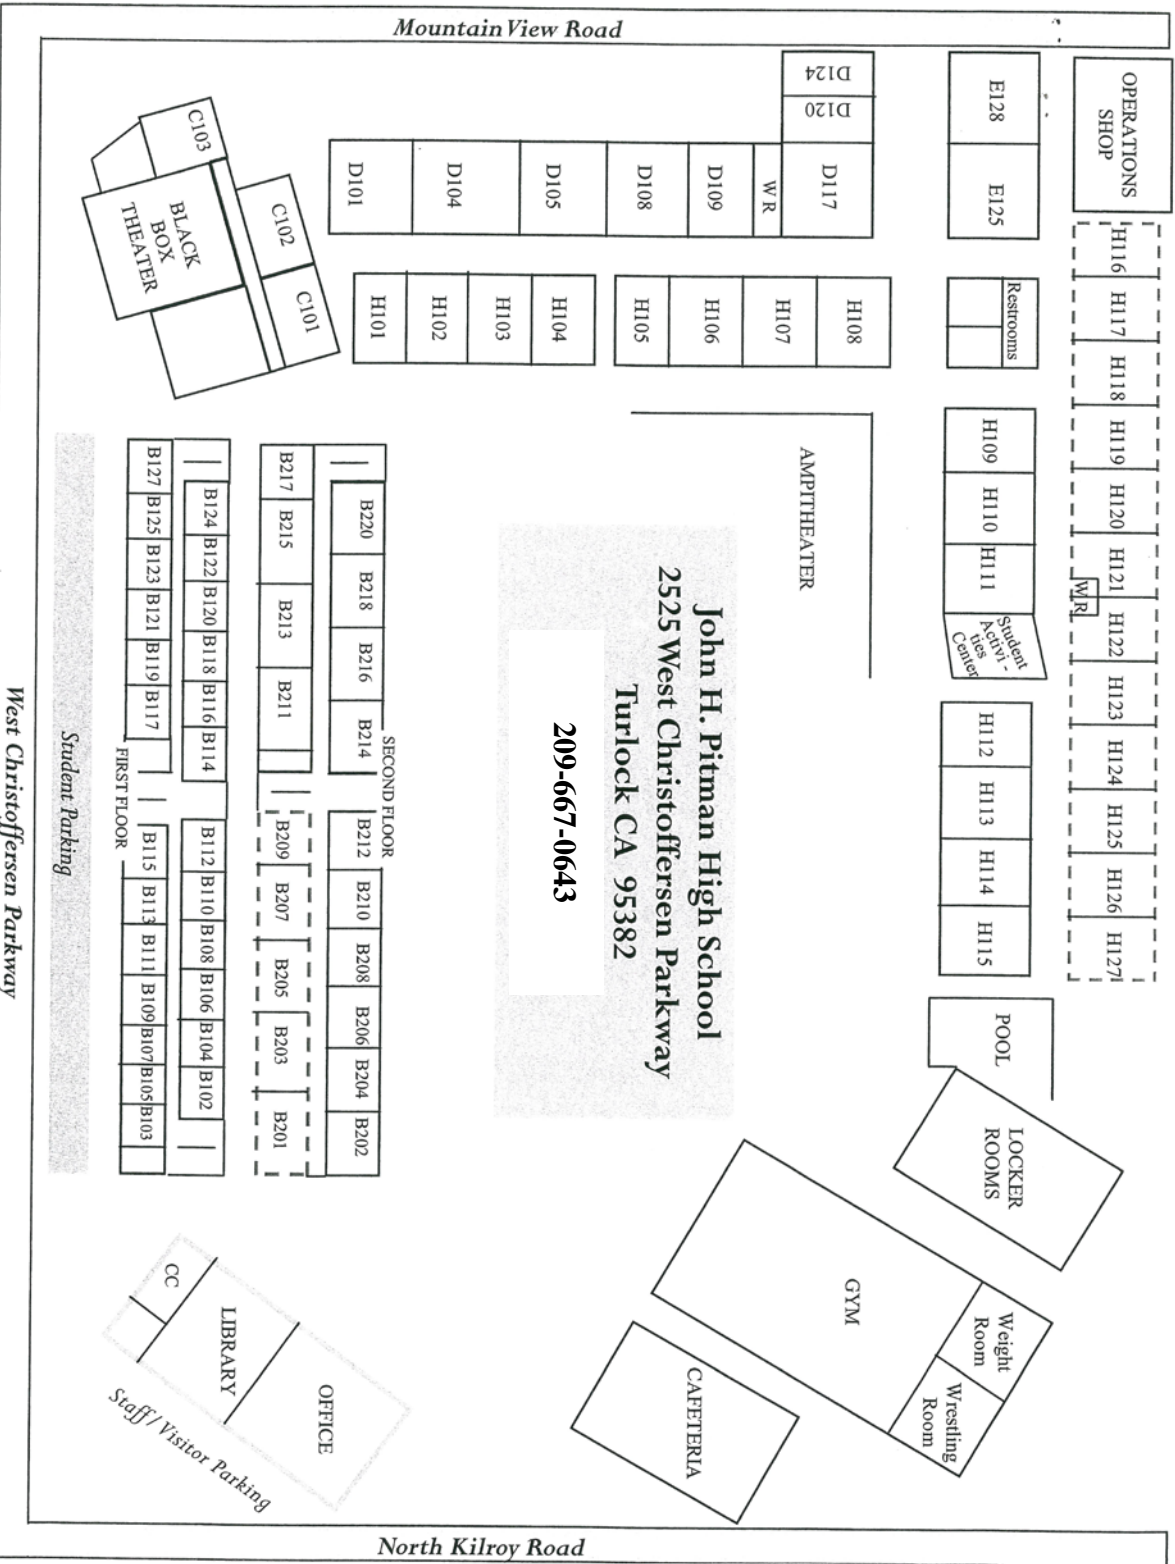 Mountain View Road
OPERATIONS
SHOP
E128
E125
D124
D120
D117
W R
D109
D108
D105
D104
D101
C103
C102
C101
BLACK
BOX
THEATER
H101
H102
H103
H104
H105
H106
H107
H108
Restrooms
H116
H117
H118
H119
H120
H121
W R
H122
H123
H124
H125
H126
H127
H109
H110
H111
Student
Activi -
ties
Center
H112
H113
H114
H115
AMPITHEATER
John H. Pitman High School
2525 West Christoffersen Parkway
Turlock CA 95382
209-667-0643
POOL
LOCKER
ROOMS
GYM
Weight
Room
Wrestling
Room
CAFETERIA
SECOND FLOOR
B220
B218
B216
B214
B212
B210
B208
B206
B204
B202
B217
B215
B213
B211
B209
B207
B205
B203
B201
B124
B122
B120
B118
B116
B114
B112
B110
B108
B106
B104
B102
B127
B125
B123
B121
B119
B117
B115
B113
B111
B109
B107
B105
B103
FIRST FLOOR
Student Parking
CC
LIBRARY
OFFICE
Staff / Visitor Parking
West Christoffersen Parkway
North Kilroy Road